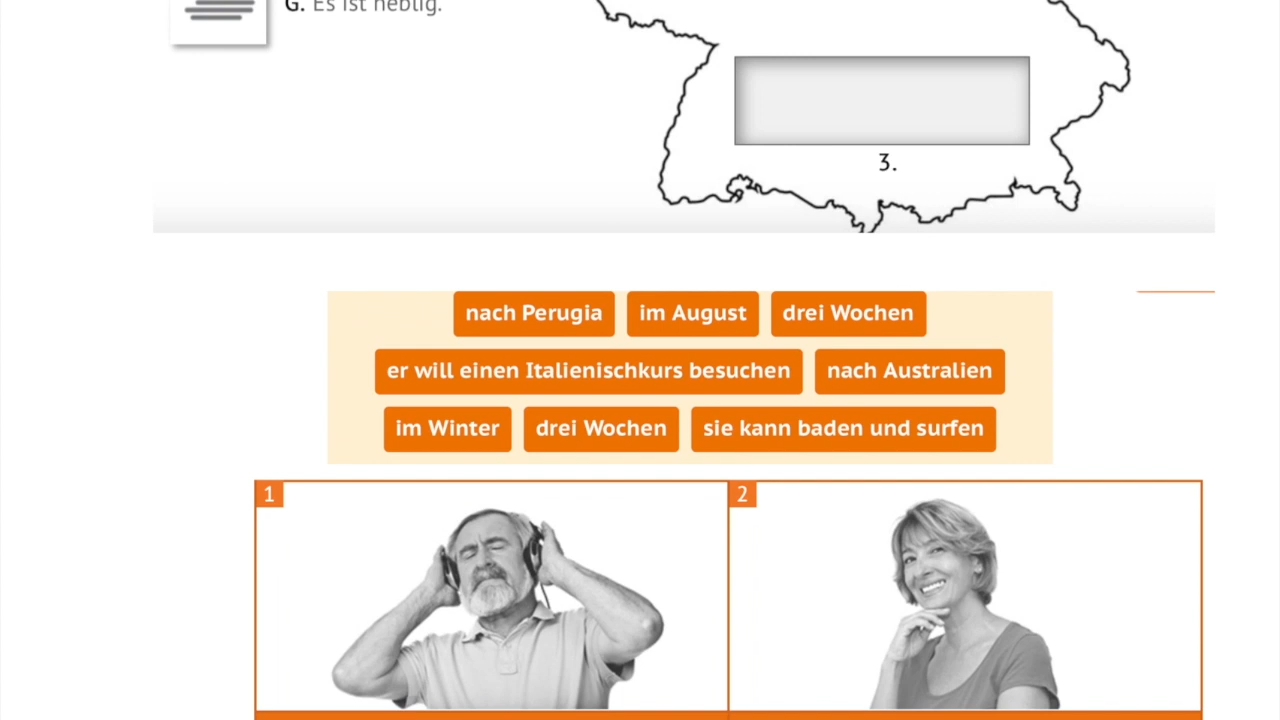 G. Es ist neblig.
3.
nach Perugia im August drei Wochen
er will einen Italienischkurs besuchen nach Australien
im Winter drei Wochen sie kann baden und surfen
1 2